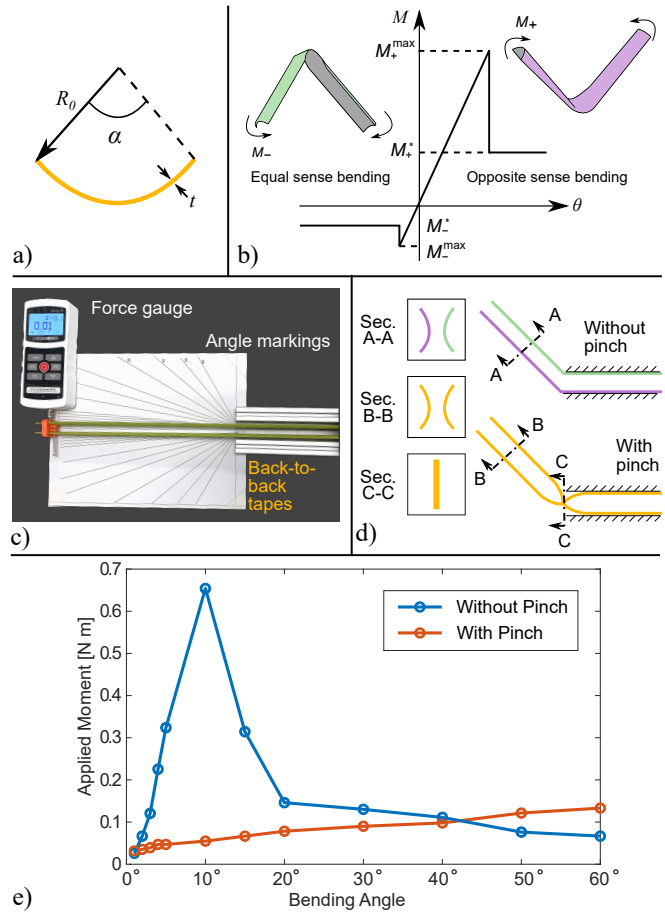 R₀
α
t
a)
M
M₊ᵐᵃˣ
M₊*
M₋
M₊
Equal sense bending
Opposite sense bending
θ
M₋*
M₋ᵐᵃˣ
b)
Force gauge
0.01
Angle markings
Back-to-
back
tapes
c)
Sec.
A-A
Sec.
B-B
Sec.
C-C
A
A
Without
pinch
B
B
With
pinch
C
C
d)
Applied Moment [N m]
0.7
0.6
0.5
0.4
0.3
0.2
0.1
0
Without Pinch
With Pinch
0° 10° 20° 30° 40° 50° 60°
Bending Angle
e)